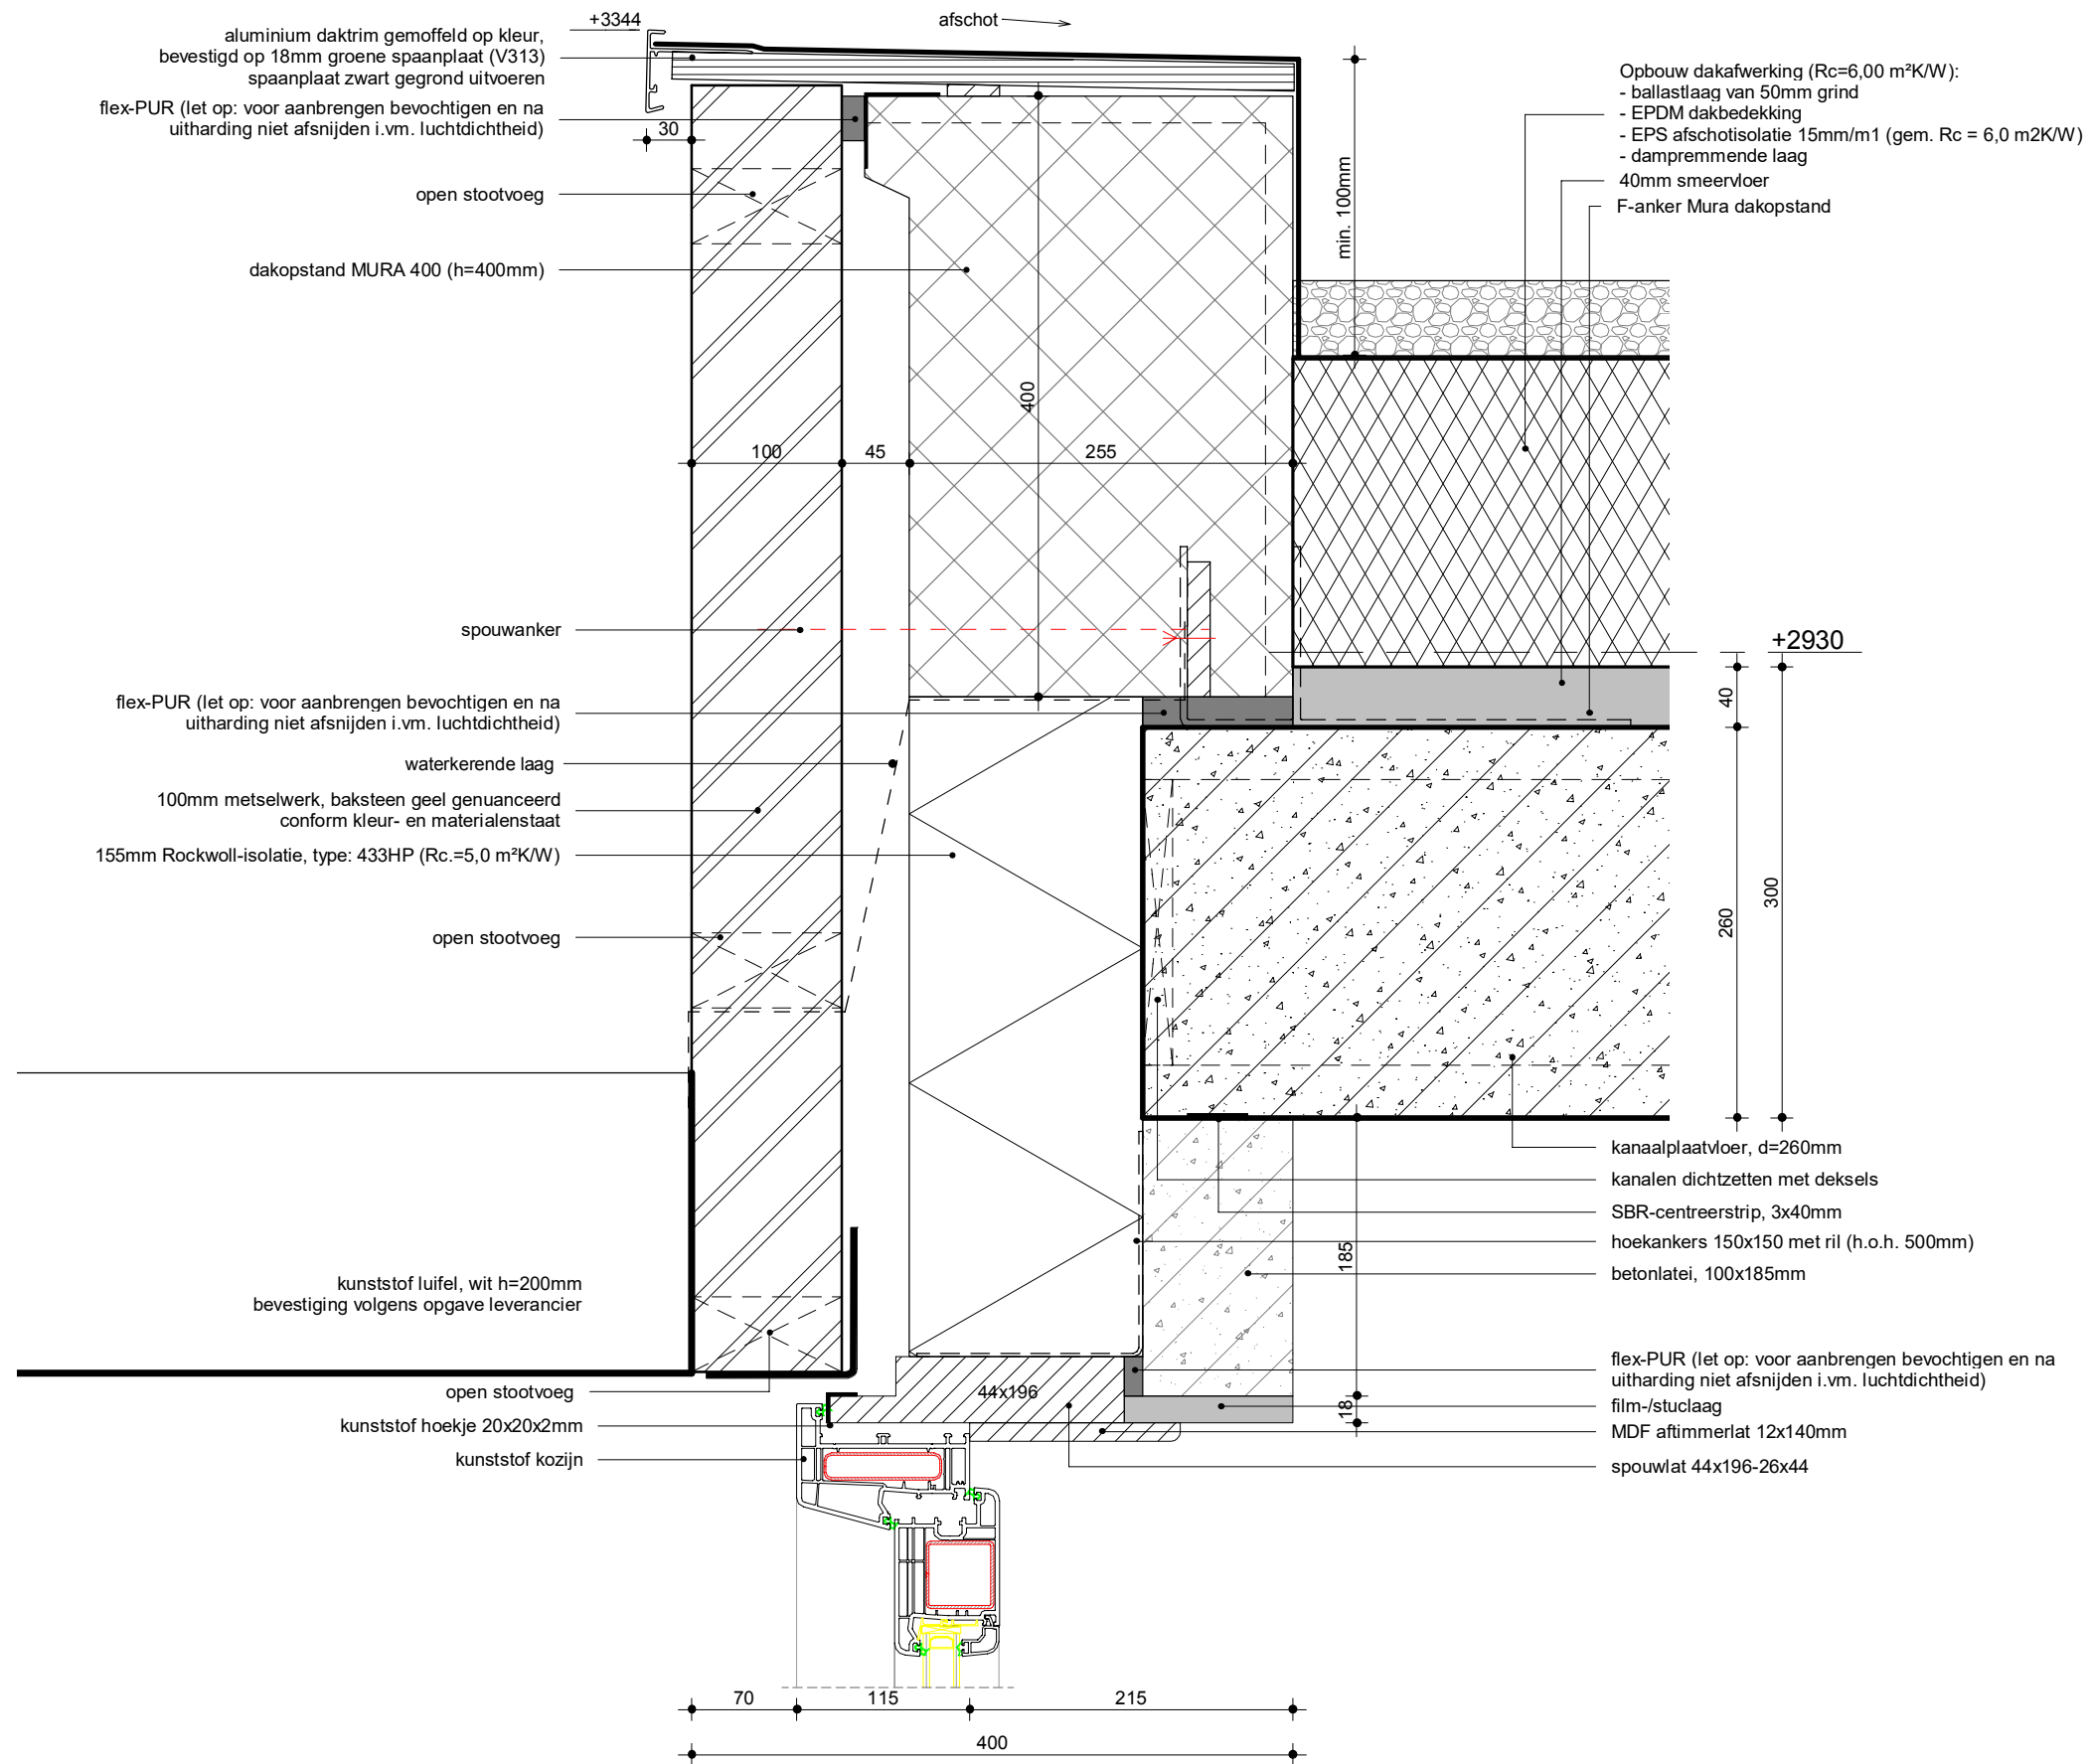 +3344
afschot
aluminium daktrim gemoffeld op kleur,
bevestigd op 18mm groene spaanplaat (V313)
spaanplaat zwart gegrond uitvoeren
flex-PUR (let op: voor aanbrengen bevochtigen en na
uitharding niet afsnijden i.vm. luchtdichtheid)
30
open stootvoeg
dakopstand MURA 400 (h=400mm)
Opbouw dakafwerking (Rc=6,00 m²K/W):
- ballastlaag van 50mm grind
- EPDM dakbedekking
- EPS afschotisolatie 15mm/m1 (gem. Rc = 6,0 m2K/W)
- dampremmende laag
40mm smeervloer
F-anker Mura dakopstand
min. 100mm
400
100
45
255
spouwanker
+2930
flex-PUR (let op: voor aanbrengen bevochtigen en na
uitharding niet afsnijden i.vm. luchtdichtheid)
40
waterkerende laag
100mm metselwerk, baksteen geel genuanceerd
conform kleur- en materialenstaat
155mm Rockwoll-isolatie, type: 433HP (Rc.=5,0 m²K/W)
open stootvoeg
260
300
kanaalplaatvloer, d=260mm
kanalen dichtzetten met deksels
SBR-centreerstrip, 3x40mm
hoekankers 150x150 met ril (h.o.h. 500mm)
betonlatei, 100x185mm
185
kunststof luifel, wit h=200mm
bevestiging volgens opgave leverancier
flex-PUR (let op: voor aanbrengen bevochtigen en na
uitharding niet afsnijden i.vm. luchtdichtheid)
open stootvoeg
44x196
18
film-/stuclaag
kunststof hoekje 20x20x2mm
MDF aftimmerlat 12x140mm
kunststof kozijn
spouwlat 44x196-26x44
70
115
215
400